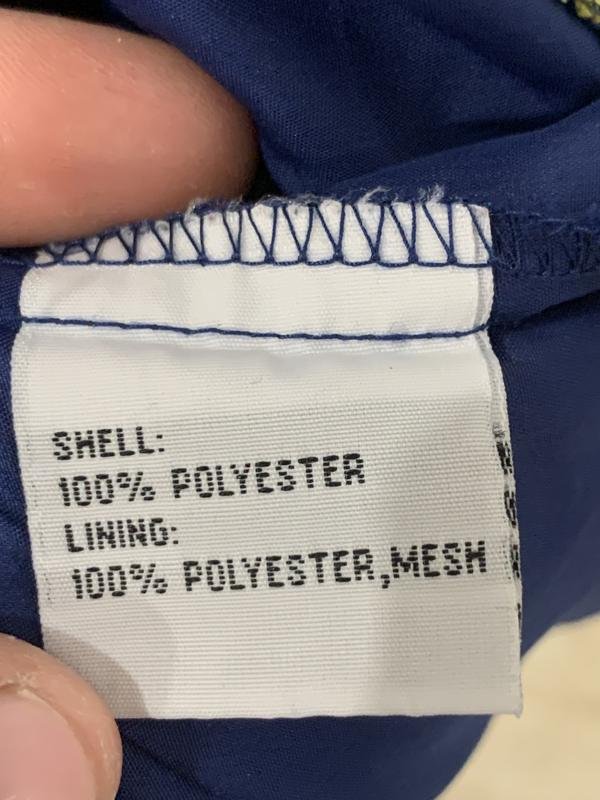 SHELL:
100% POLYESTER
LINING:
100% POLYESTER,MESH